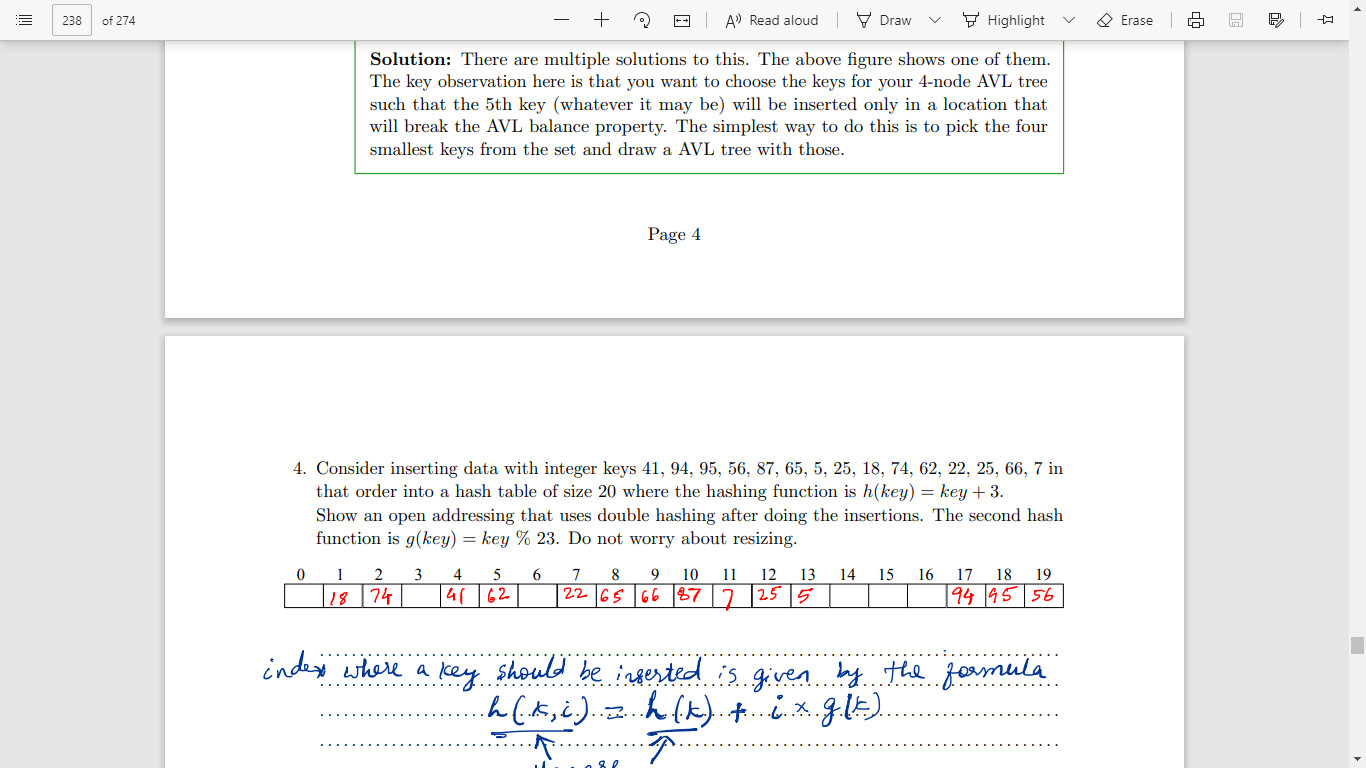 238 of 274
Read aloud Draw Highlight Erase
Solution: There are multiple solutions to this. The above figure shows one of them.
The key observation here is that you want to choose the keys for your 4-node AVL tree
such that the 5th key (whatever it may be) will be inserted only in a location that
will break the AVL balance property. The simplest way to do this is to pick the four
smallest keys from the set and draw a AVL tree with those.
Page 4
4. Consider inserting data with integer keys 41, 94, 95, 56, 87, 65, 5, 25, 18, 74, 62, 22, 25, 66, 7 in
that order into a hash table of size 20 where the hashing function is h(key) = key + 3.
Show an open addressing that uses double hashing after doing the insertions. The second hash
function is g(key) = key % 23. Do not worry about resizing.
0 1 2 3 4 5 6 7 8 9 10 11 12 13 14 15 16 17 18 19
18 74 41 62 22 65 66 87 7 25 5 94 95 56
index where a key should be inserted is given by the formula
h(k,i) = h(k) + i × g(k)